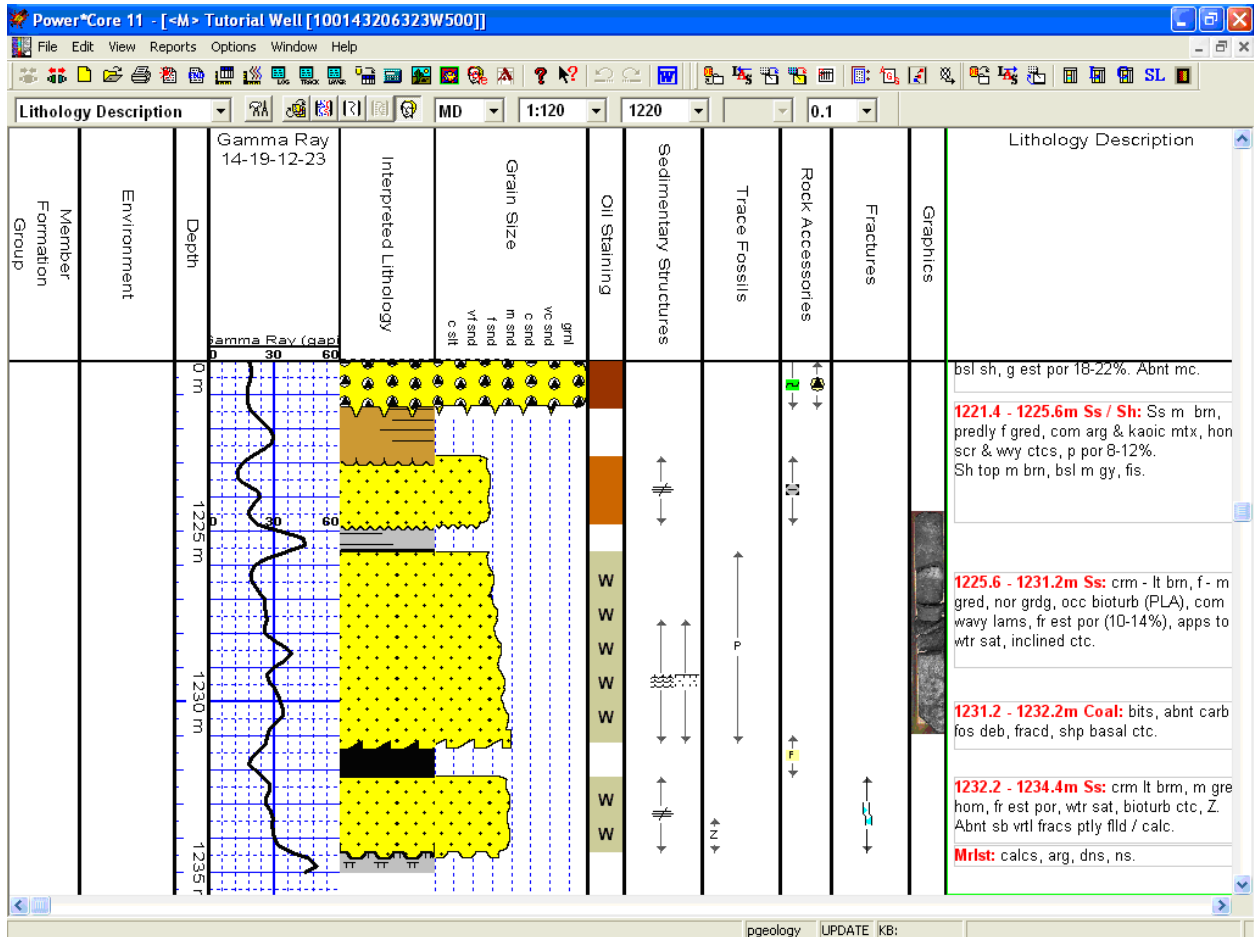 Power*Core 11 - [<M> Tutorial Well [100143206323W500]]
File Edit View Reports Options Window Help
SL
Lithology Description
MD
1:120
1220
0.1
Group
Formation
Member
Environment
Depth
Gamma Ray
14-19-12-23
Gamma Ray (gapi
0 30 60
Interpreted Lithology
Grain Size
c slt
vf snd
f snd
m snd
c snd
vc snd
grnl
Oil Staining
Sedimentary Structures
Trace Fossils
Rock Accessories
Fractures
Graphics
Lithology Description
0 m
0 30 60
1225 m
1230 m
1235 m
W
W
W
W
W
W
W
P
F
Z
bsl sh, g est por 18-22%. Abnt mc.
1221.4 - 1225.6m Ss / Sh: Ss m brn,
predly f gred, com arg & kaoic mtx, hon
scr & wvy ctcs, p por 8-12%.
Sh top m brn, bsl m gy, fis.
1225.6 - 1231.2m Ss: crm - lt brn, f - m
gred, nor grdg, occ bioturb (PLA), com
wavy lams, fr est por (10-14%), apps to
wtr sat, inclined ctc.
1231.2 - 1232.2m Coal: bits, abnt carb
fos deb, fracd, shp basal ctc.
1232.2 - 1234.4m Ss: crm lt brm, m gre
hom, fr est por, wtr sat, bioturb ctc, Z.
Abnt sb vrtl fracs ptly flld / calc.
Mrlst: calcs, arg, dns, ns.
pgeology UPDATE KB: